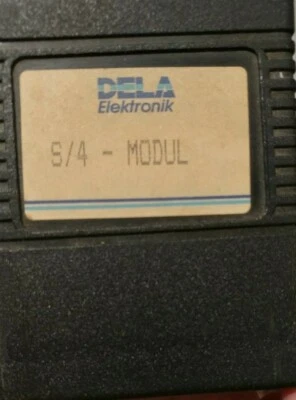 DELA
Elektronik
S/4 - MODUL